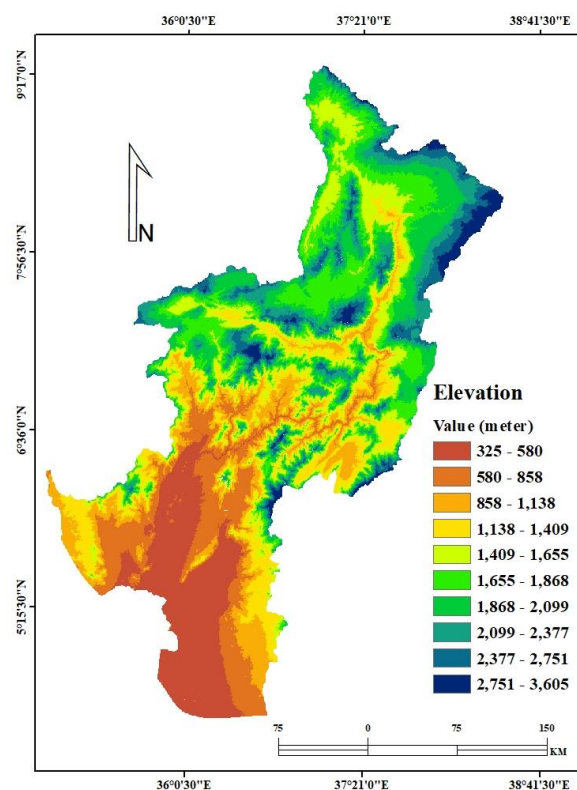 36°0'30"E 37°21'0"E 38°41'30"E
9°17'0"N
7°56'30"N
6°36'0"N
5°15'30"N
N
Elevation
Value (meter)
325 - 580
580 - 858
858 - 1,138
1,138 - 1,409
1,409 - 1,655
1,655 - 1,868
1,868 - 2,099
2,099 - 2,377
2,377 - 2,751
2,751 - 3,605
75 0 75 150
KM
36°0'30"E 37°21'0"E 38°41'30"E